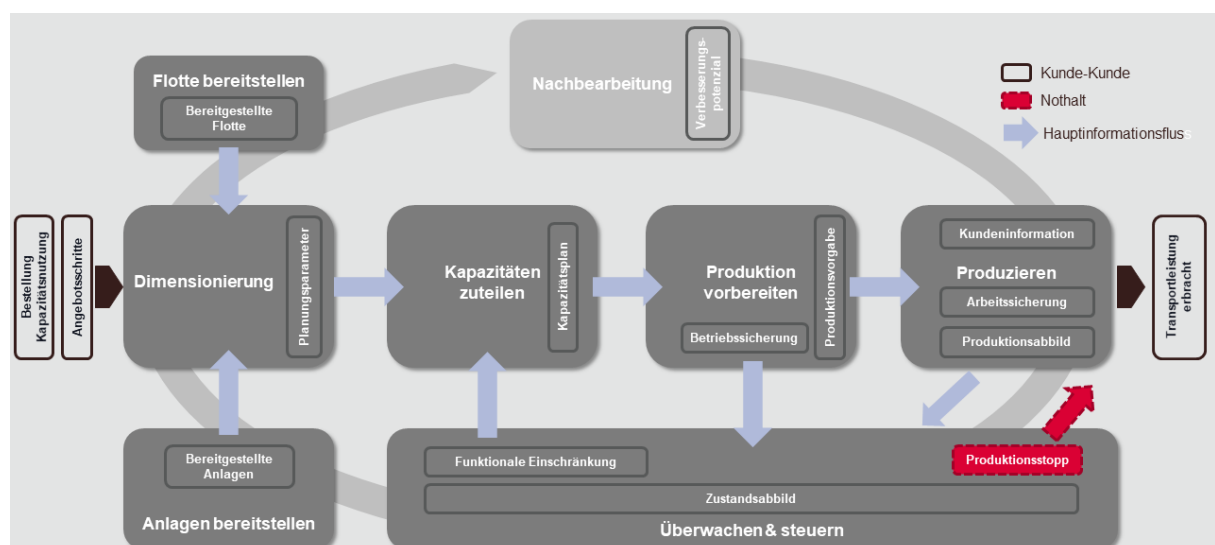 Flotte bereitstellen
Bereitgestellte
Flotte
Nachbearbeitung
Verbesserungs-
potenzial
Kunde-Kunde
Nothalt
Hauptinformationsfluss
Bestellung
Kapazitätsnutzung
Angebotsschritte
Dimensionierung
Planungsparameter
Kapazitäten
zuteilen
Kapazitätsplan
Produktion
vorbereiten
Betriebssicherung
Produktionsvorgabe
Kundeninformation
Produzieren
Arbeitssicherung
Produktionsabbild
Transportleistung
erbracht
Bereitgestellte
Anlagen
Anlagen bereitstellen
Funktionale Einschränkung
Produktionsstopp
Zustandsabbild
Überwachen & steuern